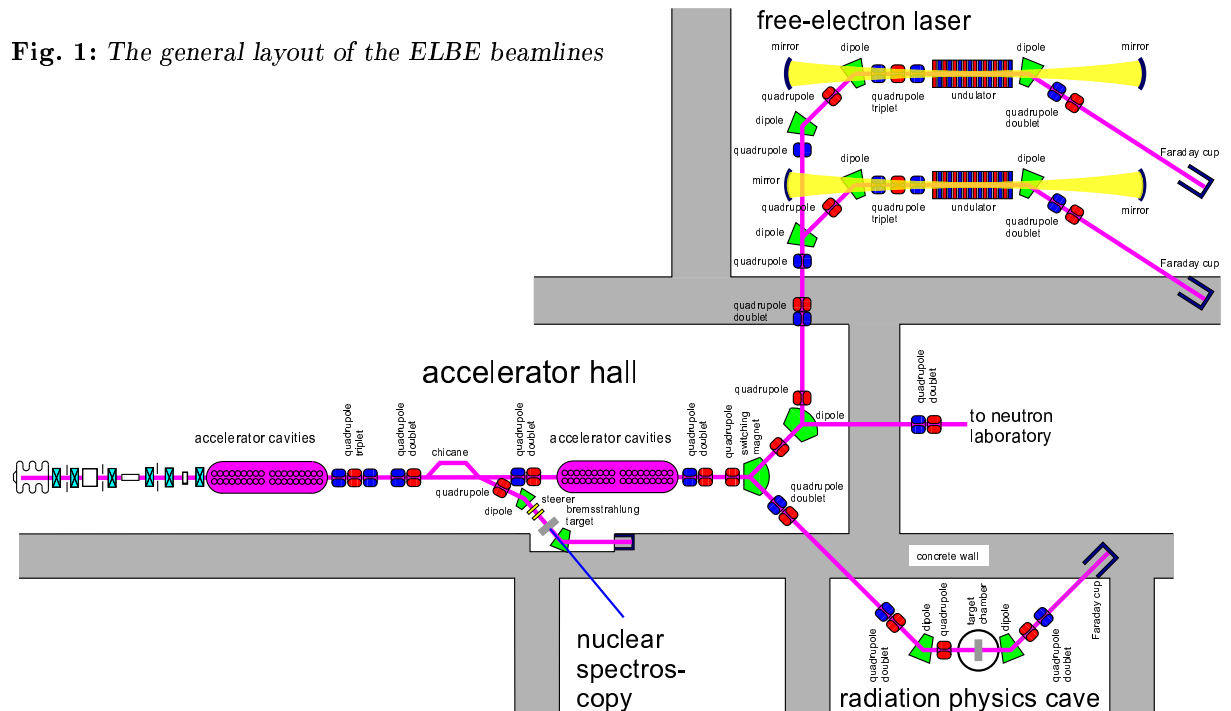 Fig. 1: The general layout of the ELBE beamlines
free-electron laser
mirror
dipole
dipole
mirror
quadrupole
quadrupole
triplet
undulator
quadrupole
doublet
dipole
quadrupole
Faraday cup
dipole
dipole
mirror
quadrupole
quadrupole
triplet
undulator
quadrupole
doublet
mirror
dipole
quadrupole
Faraday cup
quadrupole
doublet
accelerator hall
quadrupole
dipole
quadrupole
doublet
to neutron
laboratory
accelerator cavities
quadrupole
triplet
quadrupole
doublet
chicane
quadrupole
doublet
accelerator cavities
quadrupole
doublet
quadrupole
switching
magnet
quadrupole
dipole
steerer
bremsstrahlung
target
quadrupole
doublet
concrete wall
nuclear
spectros-
copy
quadrupole
doublet
dipole
quadrupole
target
chamber
dipole
quadrupole
doublet
Faraday cup
radiation physics cave